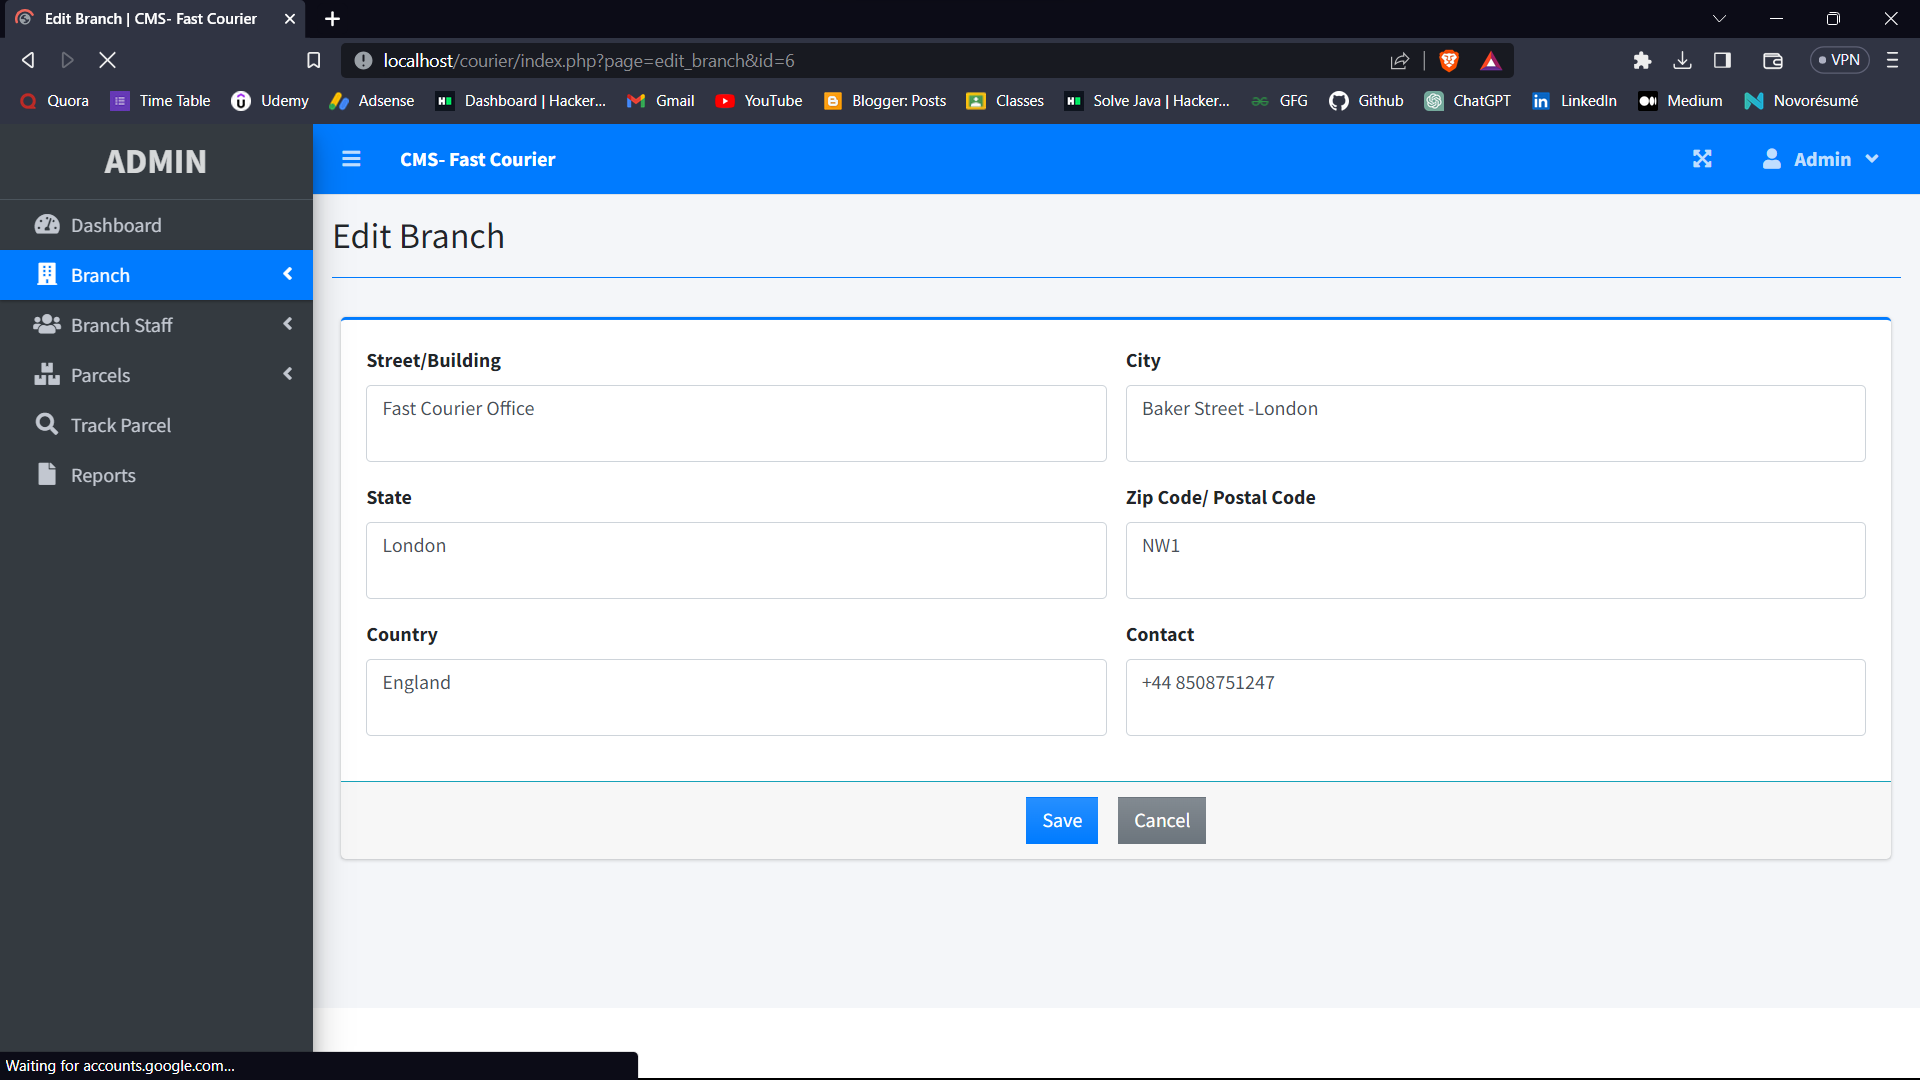 Edit Branch | CMS- Fast Courier
localhost/courier/index.php?page=edit_branch&id=6
VPN
Quora Time Table Udemy Adsense Dashboard | Hacker... Gmail YouTube Blogger: Posts Classes Solve Java | Hacker... GFG Github ChatGPT LinkedIn Medium Novorésumé
ADMIN
CMS- Fast Courier
Admin
Dashboard
Branch
Branch Staff
Parcels
Track Parcel
Reports
Edit Branch
Street/Building
Fast Courier Office
City
Baker Street -London
State
London
Zip Code/ Postal Code
NW1
Country
England
Contact
+44 8508751247
Save
Cancel
Waiting for accounts.google.com...